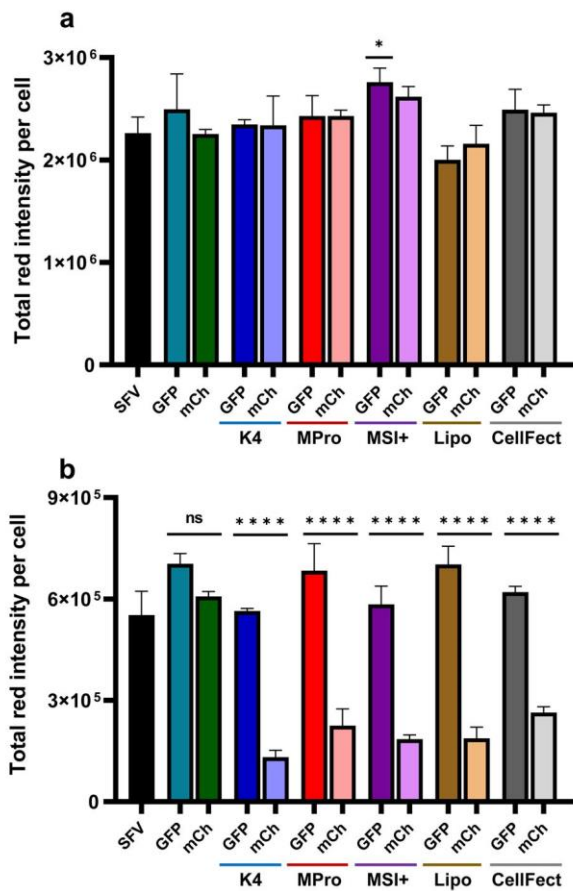 a
Total red intensity per cell
3×10⁶
2×10⁶
1×10⁶
0
*
SFV GFP mCh GFP mCh GFP mCh GFP mCh GFP mCh GFP mCh
K4 MPro MSI+ Lipo CellFect
b
Total red intensity per cell
9×10⁵
6×10⁵
3×10⁵
0
ns **** **** **** **** ****
SFV GFP mCh GFP mCh GFP mCh GFP mCh GFP mCh GFP mCh
K4 MPro MSI+ Lipo CellFect